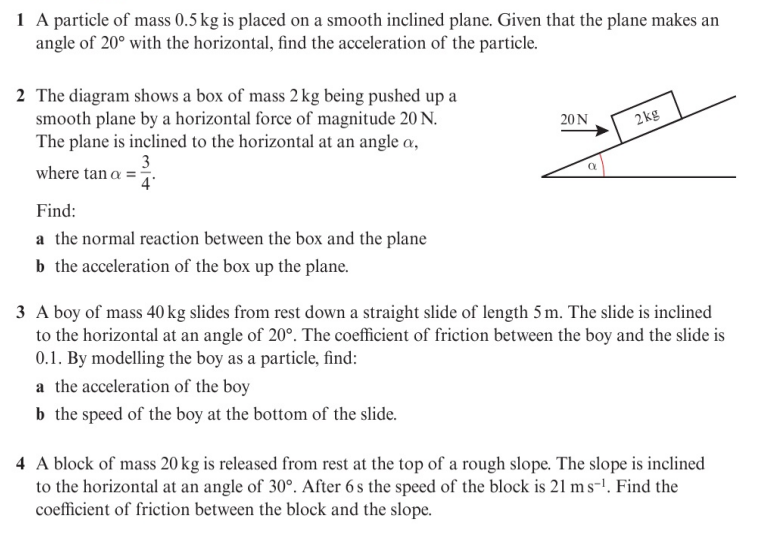 1 A particle of mass 0.5 kg is placed on a smooth inclined plane. Given that the plane makes an
angle of 20° with the horizontal, find the acceleration of the particle.
2 The diagram shows a box of mass 2 kg being pushed up a
smooth plane by a horizontal force of magnitude 20 N.
The plane is inclined to the horizontal at an angle α,
where tan α = 3/4.
20 N
2 kg
α
Find:
a the normal reaction between the box and the plane
b the acceleration of the box up the plane.
3 A boy of mass 40 kg slides from rest down a straight slide of length 5 m. The slide is inclined
to the horizontal at an angle of 20°. The coefficient of friction between the boy and the slide is
0.1. By modelling the boy as a particle, find:
a the acceleration of the boy
b the speed of the boy at the bottom of the slide.
4 A block of mass 20 kg is released from rest at the top of a rough slope. The slope is inclined
to the horizontal at an angle of 30°. After 6 s the speed of the block is 21 m s⁻¹. Find the
coefficient of friction between the block and the slope.